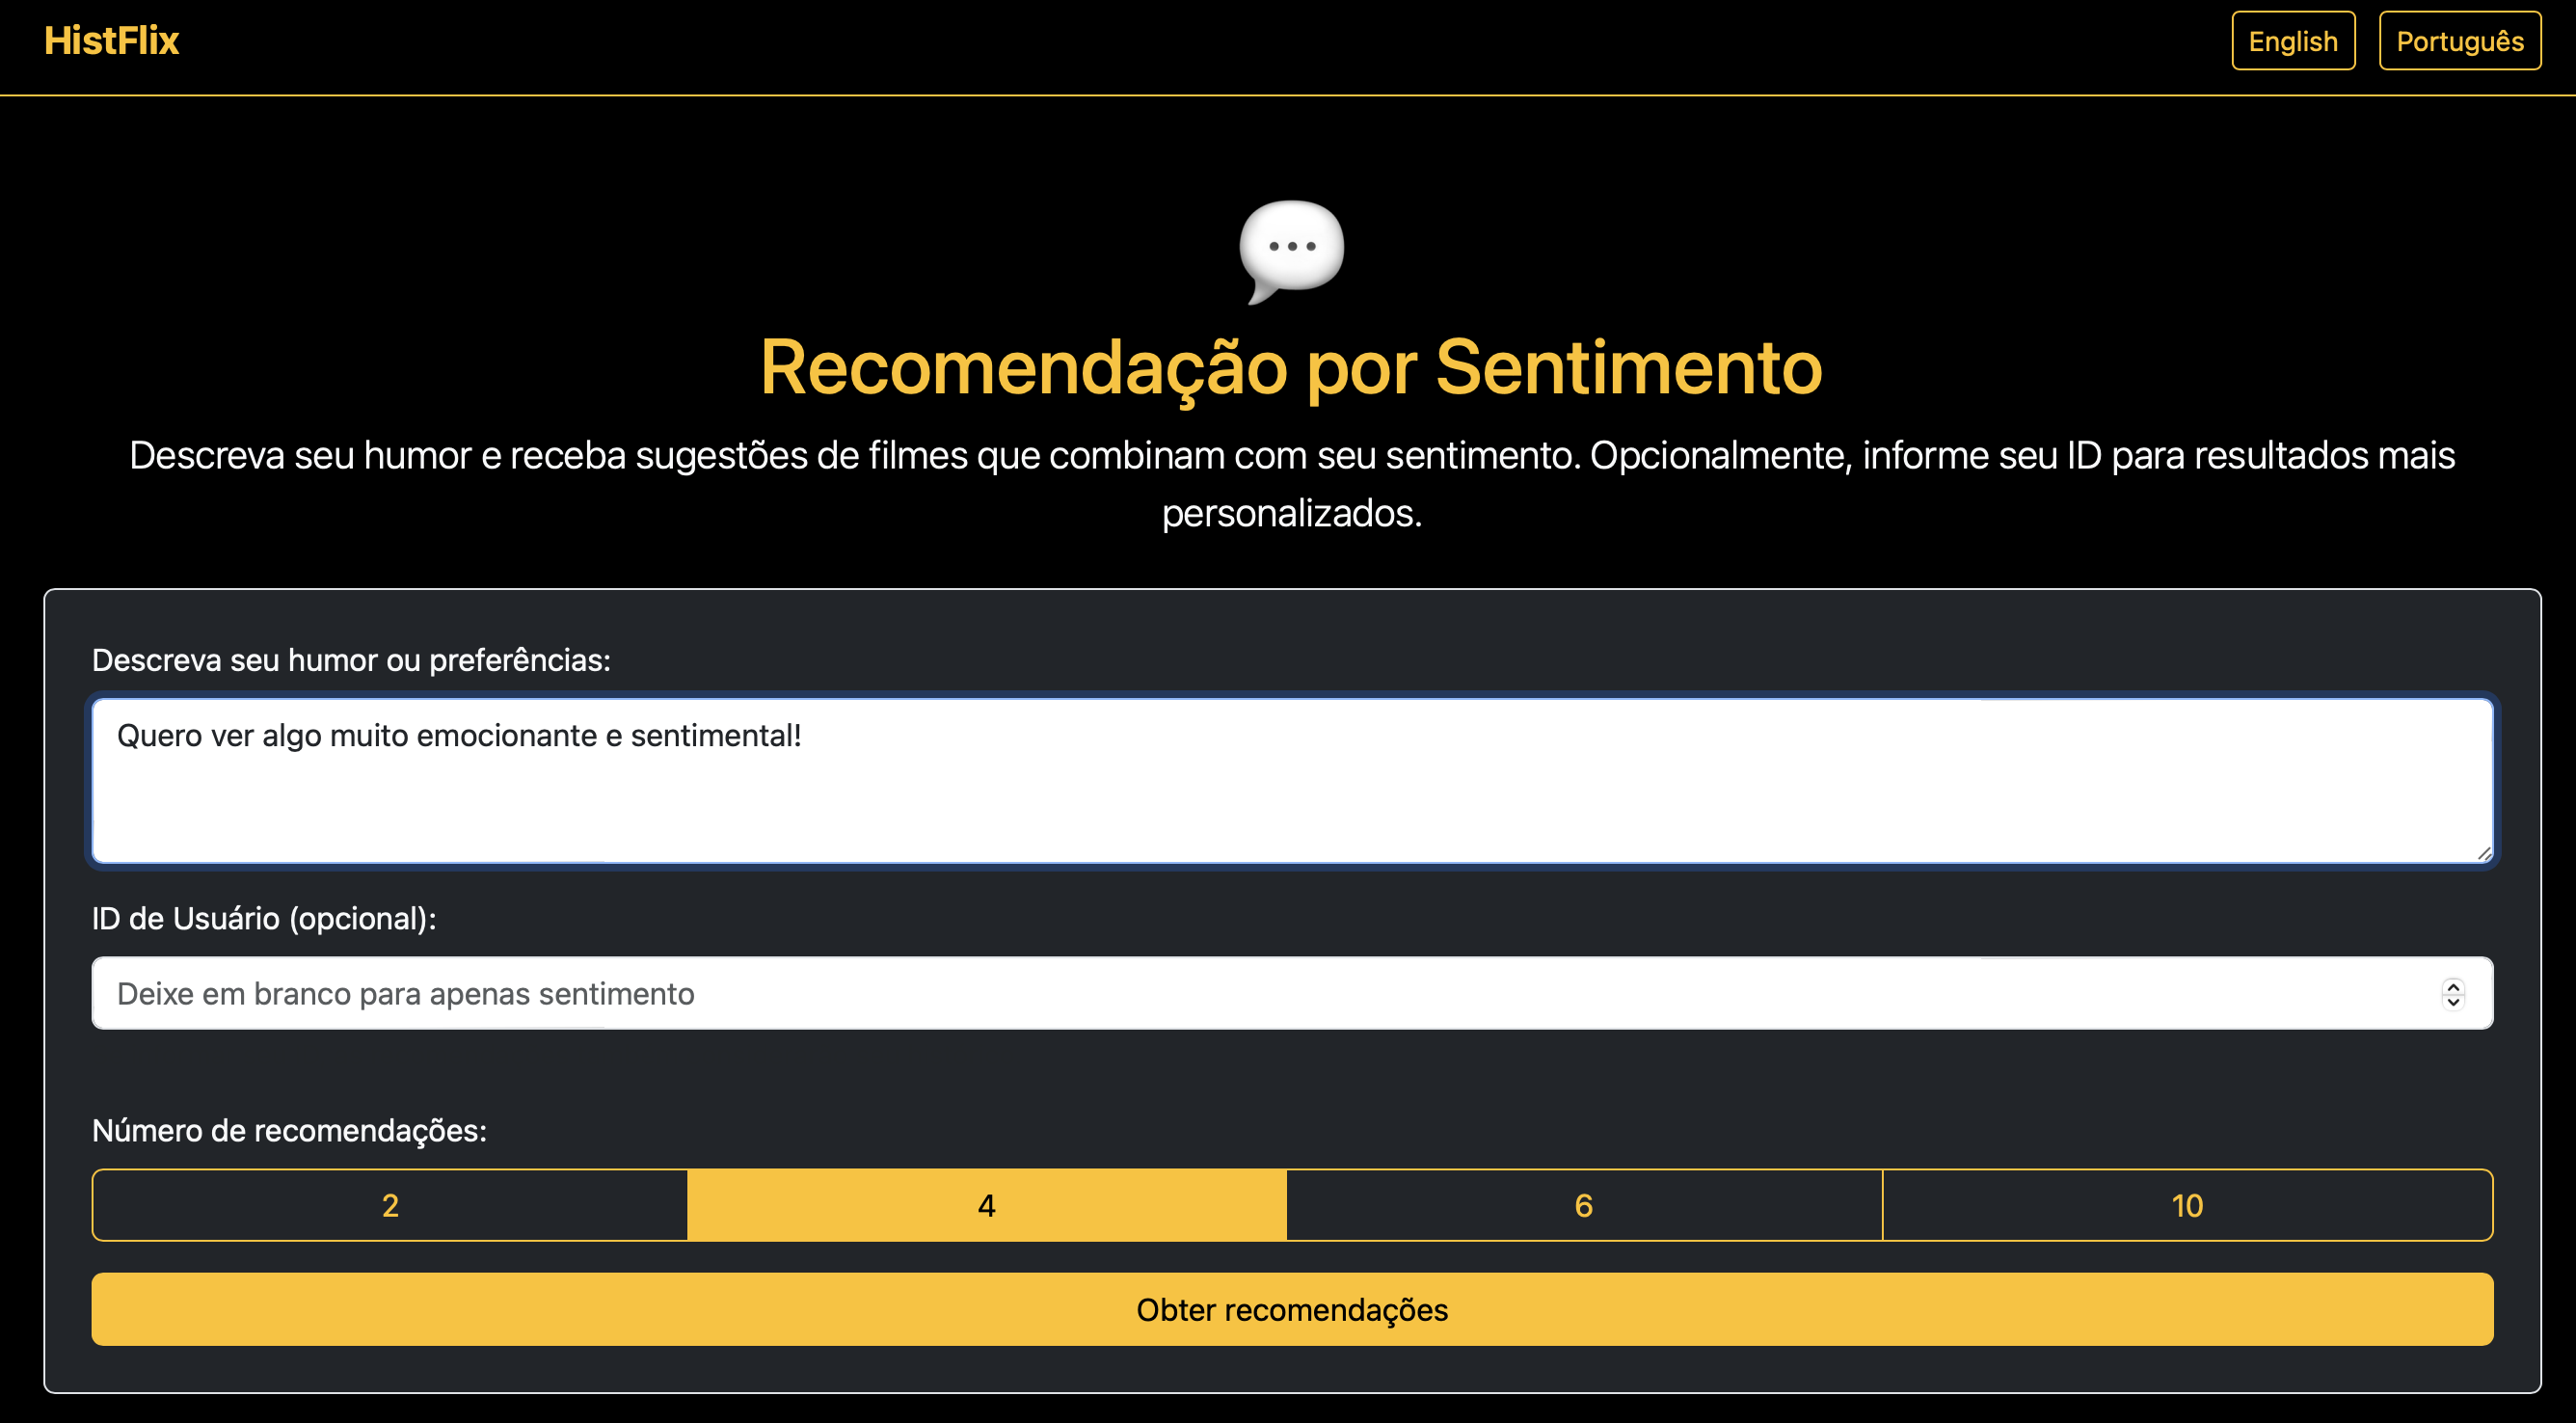 HistFlix
English
Português
Recomendação por Sentimento
Descreva seu humor e receba sugestões de filmes que combinam com seu sentimento. Opcionalmente, informe seu ID para resultados mais
personalizados.
Descreva seu humor ou preferências:
Quero ver algo muito emocionante e sentimental!
ID de Usuário (opcional):
Deixe em branco para apenas sentimento
Número de recomendações:
2
4
6
10
Obter recomendações